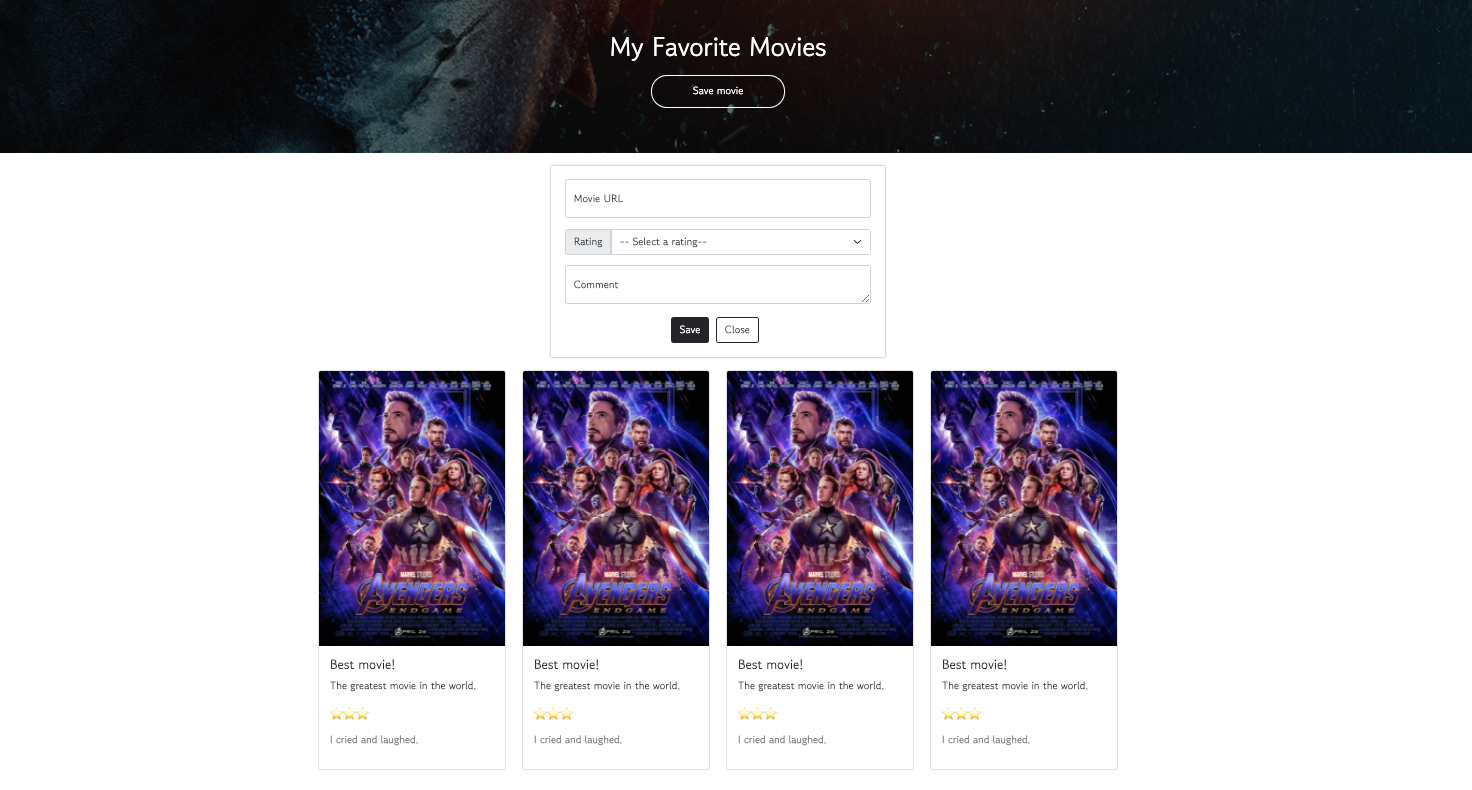 My Favorite Movies
Save movie
Movie URL
Rating
-- Select a rating--
Comment
Save
Close
MARVEL STUDIOS
AVENGERS
ENDGAME
APRIL 26
MARVEL STUDIOS
AVENGERS
ENDGAME
APRIL 26
MARVEL STUDIOS
AVENGERS
ENDGAME
APRIL 26
MARVEL STUDIOS
AVENGERS
ENDGAME
APRIL 26
Best movie!
The greatest movie in the world.
I cried and laughed.
Best movie!
The greatest movie in the world.
I cried and laughed.
Best movie!
The greatest movie in the world.
I cried and laughed.
Best movie!
The greatest movie in the world.
I cried and laughed.